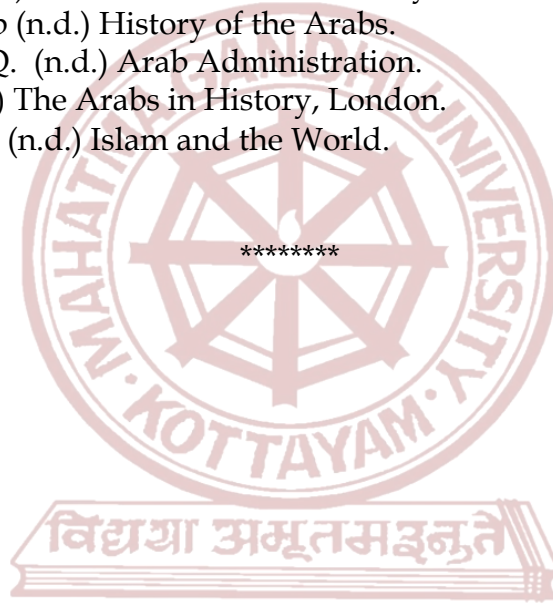 (n.d.) History of the Arabs.
Q. (n.d.) Arab Administration.
) The Arabs in History, London.
(n.d.) Islam and the World.
********
MAHATMA GANDHI UNIVERSITY
• KOTTAYAM •
विद्यया अमृतमश्नुते